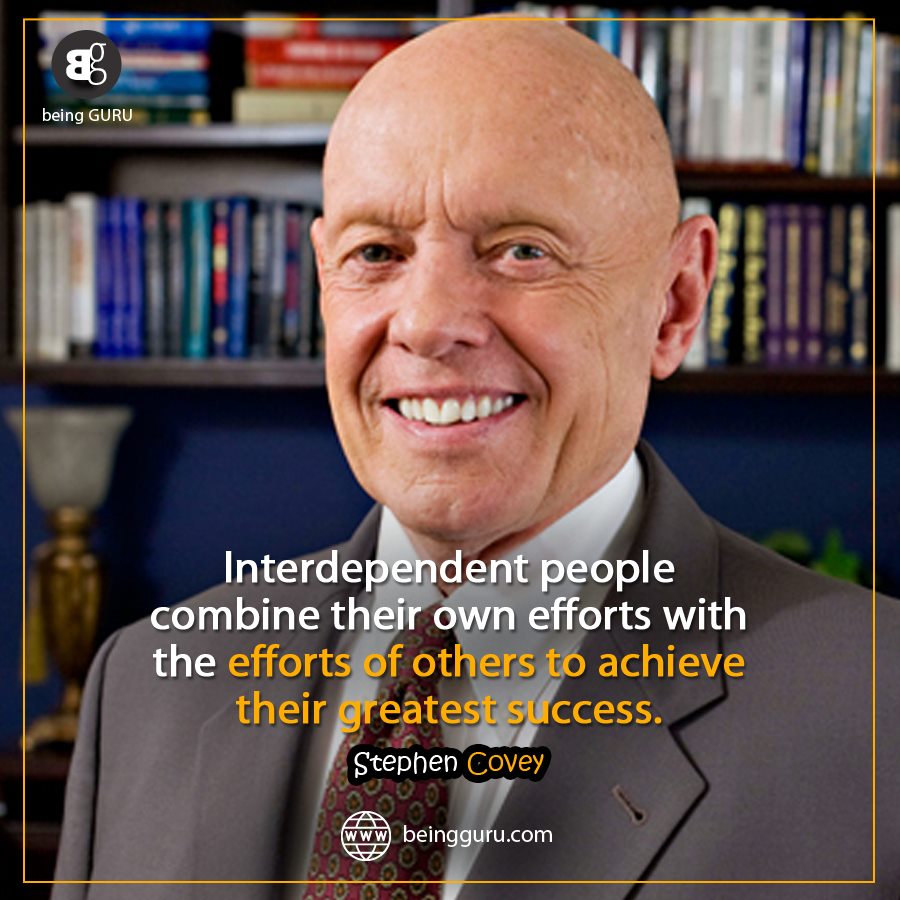 being GURU
Interdependent people
combine their own efforts with
the efforts of others to achieve
their greatest success.
Stephen Covey
www beingguru.com